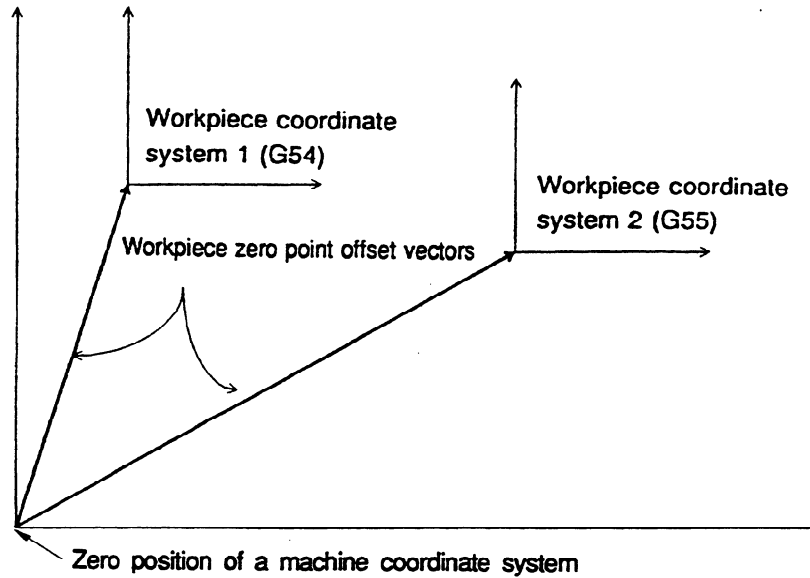 Workpiece coordinate
system 1 (G54)
Workpiece coordinate
system 2 (G55)
Workpiece zero point offset vectors
Zero position of a machine coordinate system